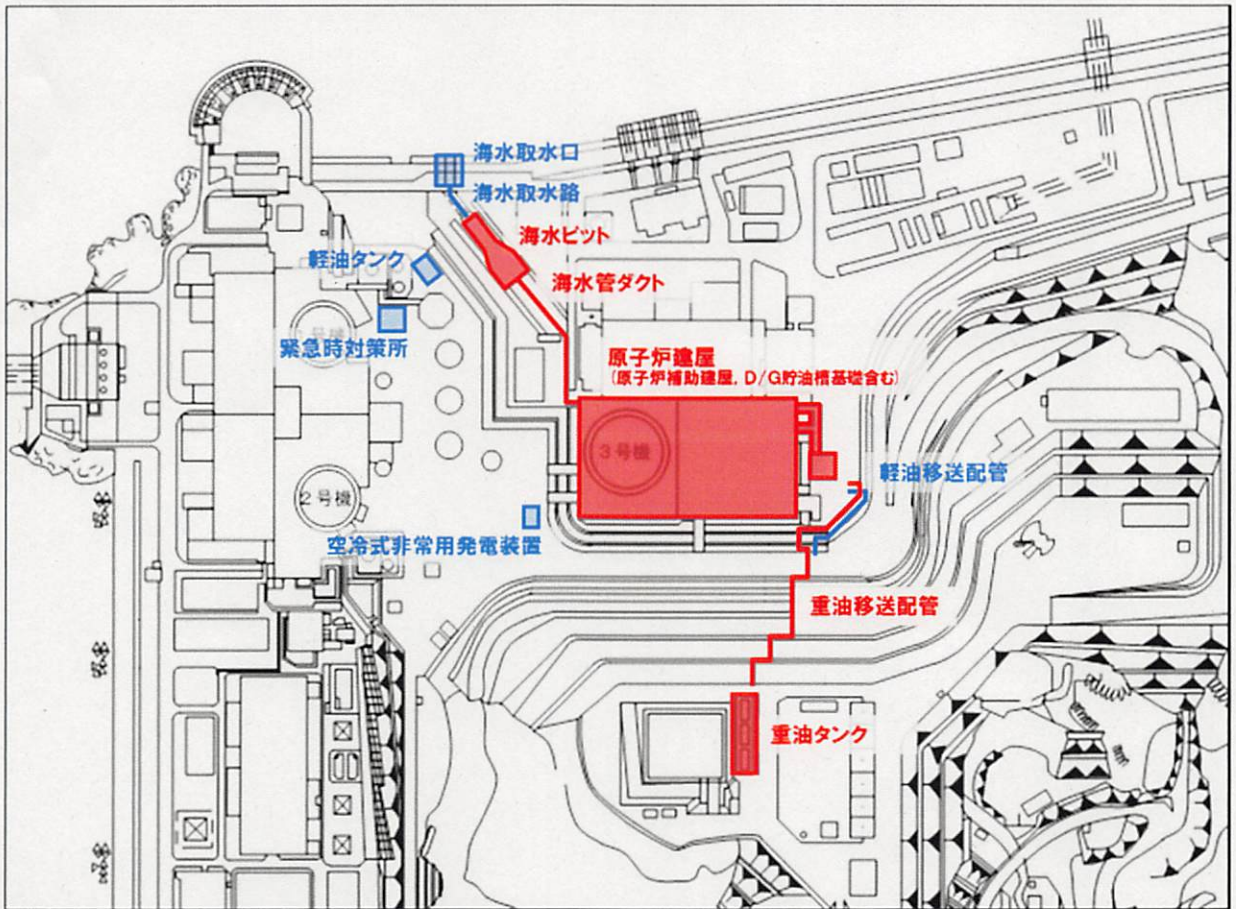 海水取水口
海水取水路
海水ピット
軽油タンク
海水管ダクト
1号機
緊急時対策所
原子炉建屋
(原子炉補助建屋, D/G貯油槽基礎含む)
3号機
軽油移送配管
2号機
空冷式非常用発電装置
重油移送配管
重油タンク